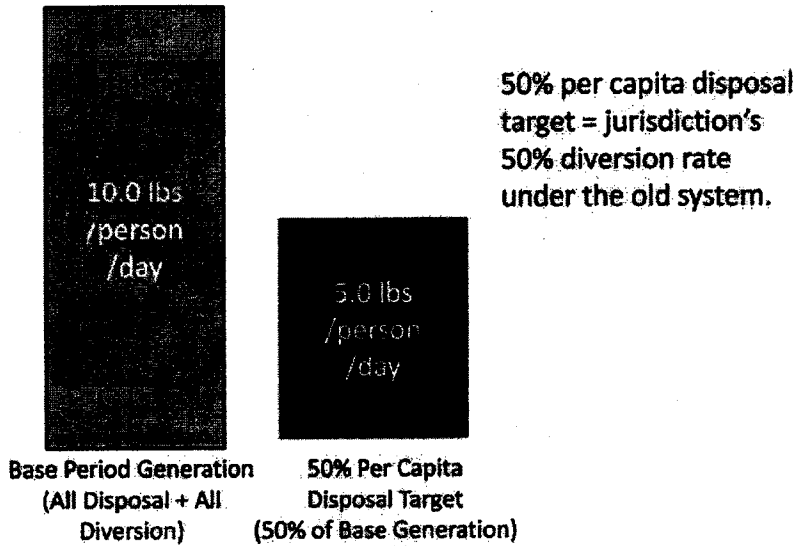 50% per capita disposal
target = jurisdiction's
50% diversion rate
under the old system.
10.0 lbs
/person
/day
5.0 lbs
/person
/day
Base Period Generation
(All Disposal + All
Diversion)
50% Per Capita
Disposal Target
(50% of Base Generation)